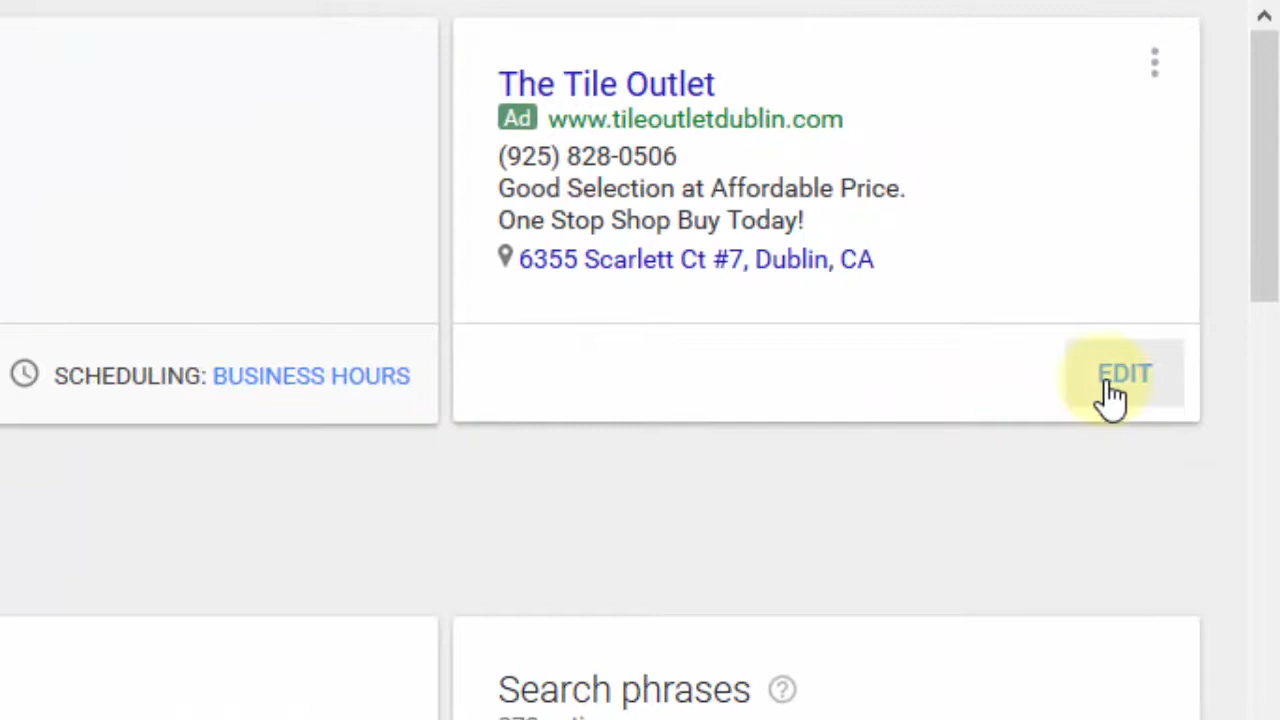 The Tile Outlet
Ad www.tileoutletdublin.com
(925) 828-0506
Good Selection at Affordable Price.
One Stop Shop Buy Today!
6355 Scarlett Ct #7, Dublin, CA
SCHEDULING: BUSINESS HOURS
EDIT
Search phrases